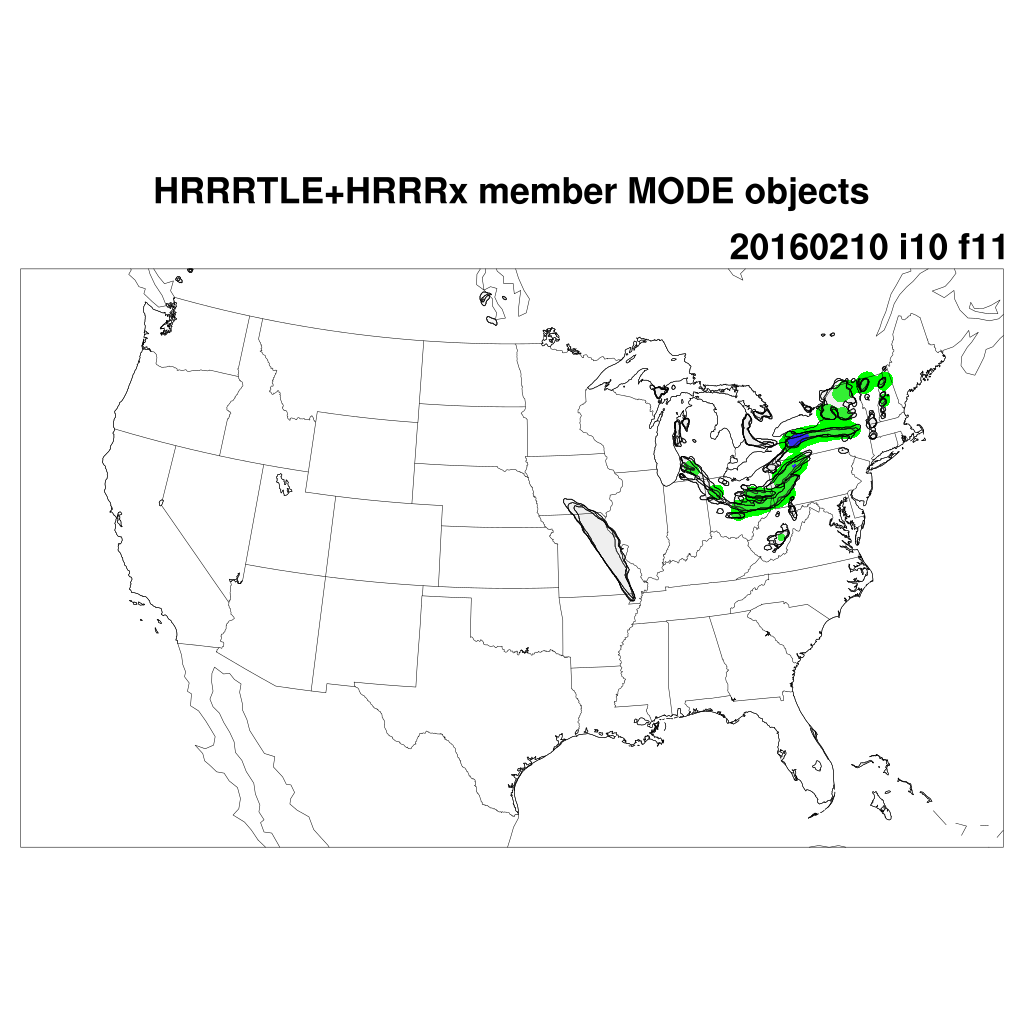 HRRRTLE+HRRRx member MODE objects
20160210 i10 f11